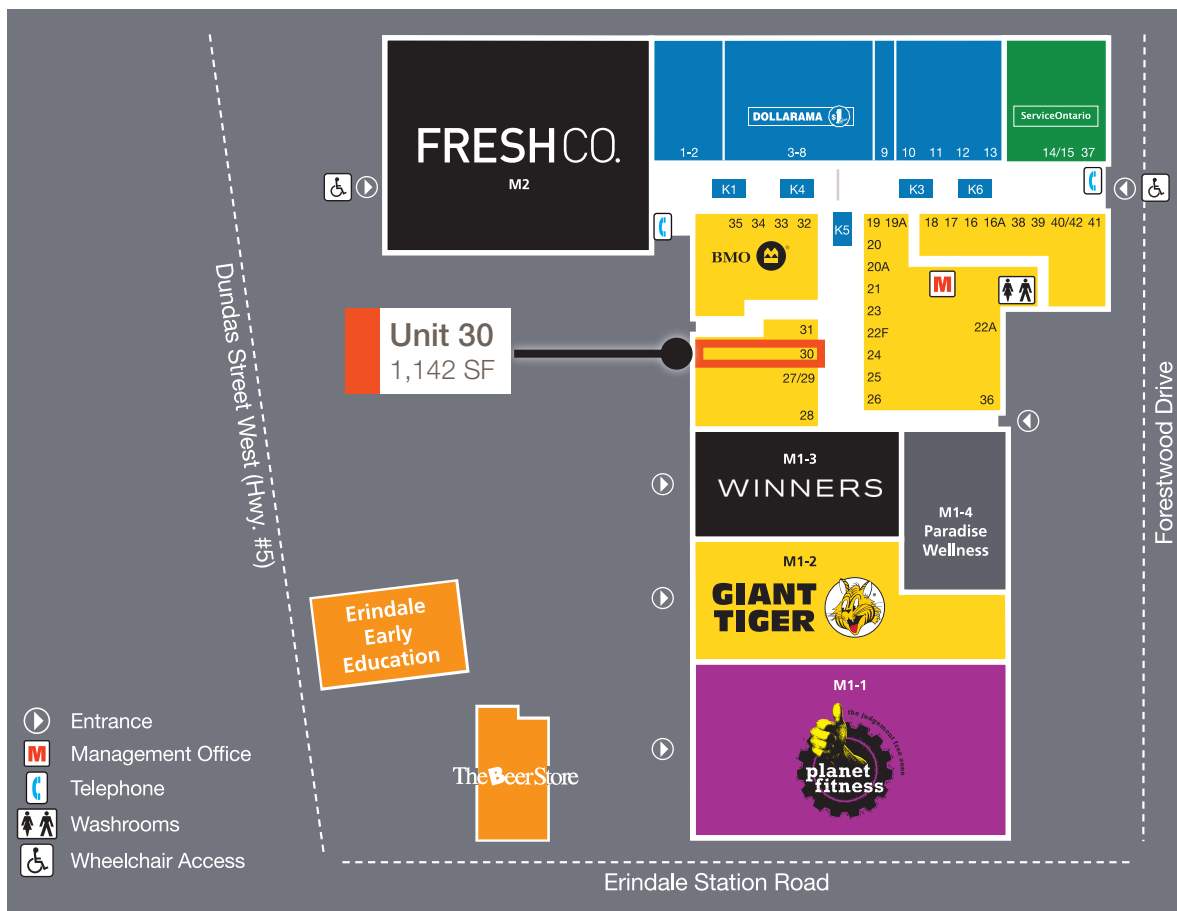 FRESHCO.
M2
1-2
DOLLARAMA $1
3-8
9
10 11 12 13
ServiceOntario
14/15 37
K1
K4
K3
K6
K5
35 34 33 32
BMO
19 19A
18 17 16 16A 38 39 40/42 41
20
20A
21
23
22F
24
25
26
M
22A
36
31
30
27/29
28
Unit 30
1,142 SF
Dundas Street West (Hwy. #5)
Forestwood Drive
M1-3
WINNERS
M1-4
Paradise
Wellness
M1-2
GIANT
TIGER
Erindale
Early
Education
M1-1
the judgement free zone
planet
fitness
The Beer Store
Entrance
M Management Office
Telephone
Washrooms
Wheelchair Access
Erindale Station Road